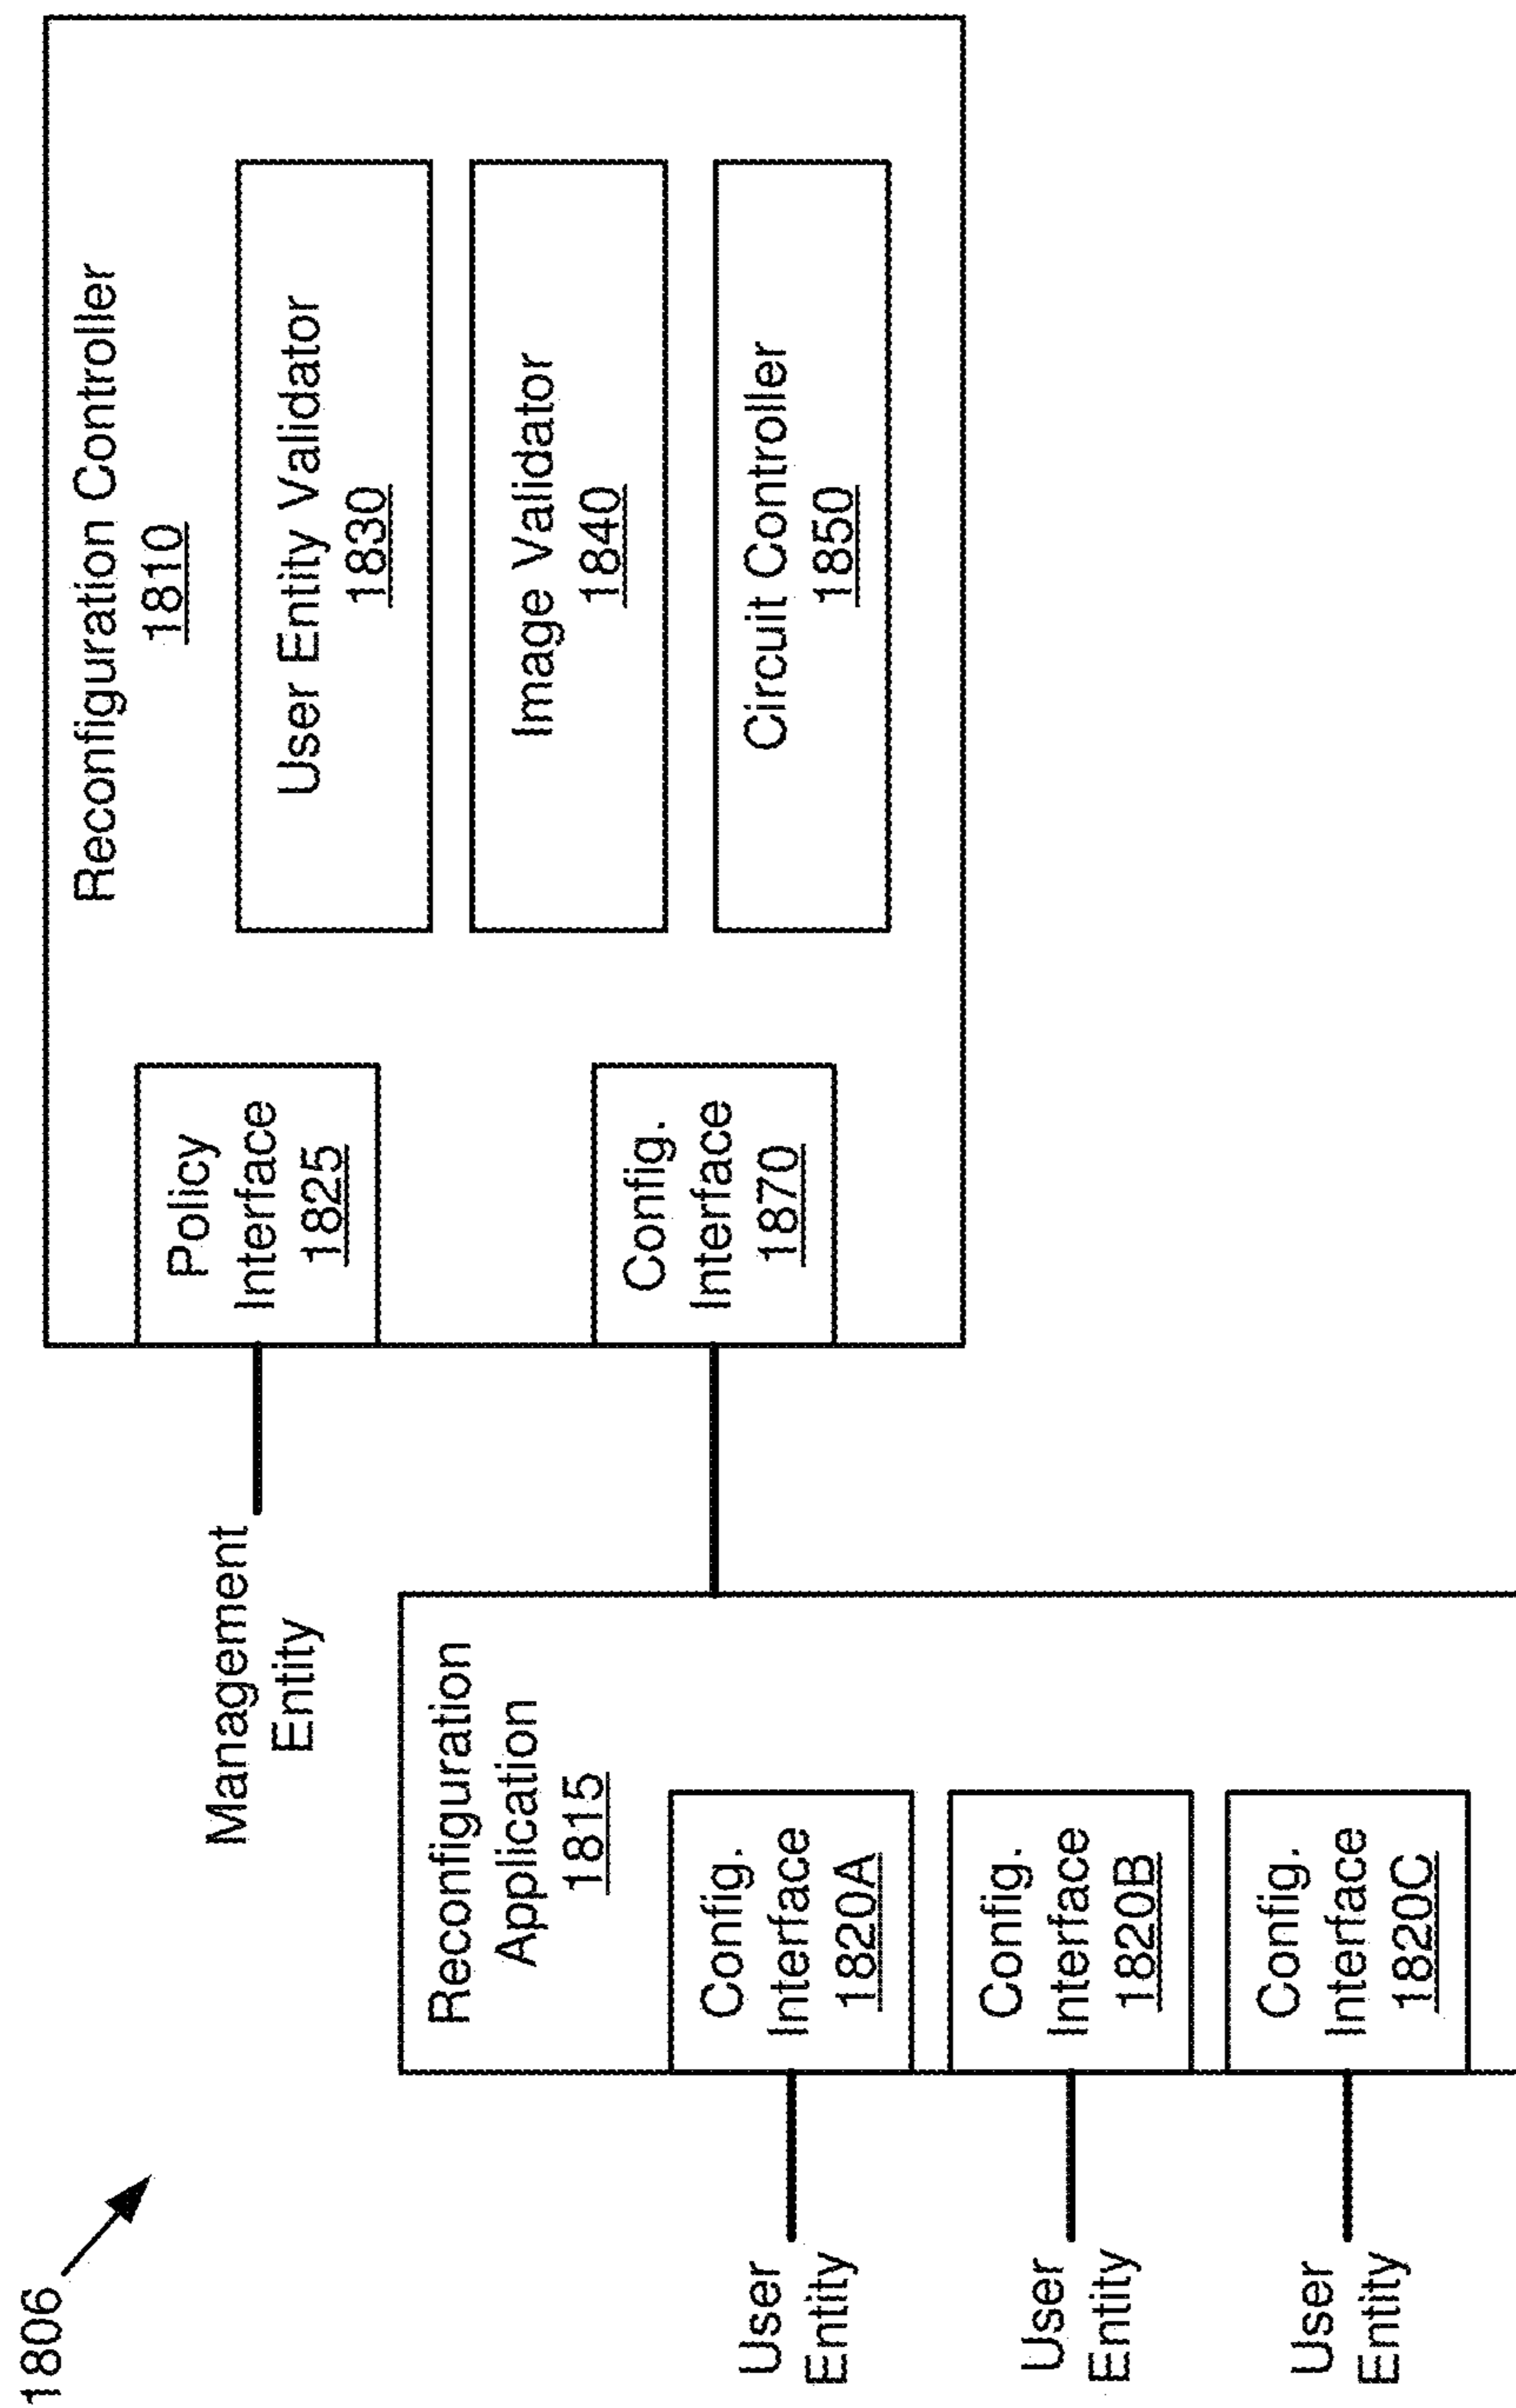 1806
Reconfiguration Controller
1810
Policy
Interface
1825
User Entity Validator
1830
Image Validator
1840
Config.
Interface
1870
Circuit Controller
1850
Management
Entity
Reconfiguration
Application
1815
User
Entity
Config.
Interface
1820A
User
Entity
Config.
Interface
1820B
User
Entity
Config.
Interface
1820C